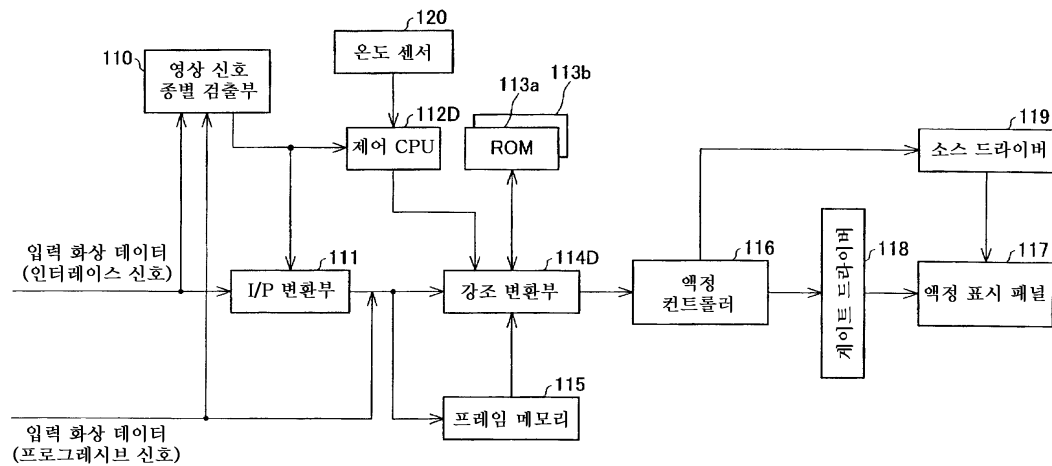 120
온도 센서
110
영상 신호
종별 검출부
113b
113a
ROM
112D
제어 CPU
119
소스 드라이버
입력 화상 데이터
(인터레이스 신호)
111
I/P 변환부
114D
강조 변환부
116
액정
컨트롤러
118
게이트 드라이버
117
액정 표시 패널
115
프레임 메모리
입력 화상 데이터
(프로그레시브 신호)